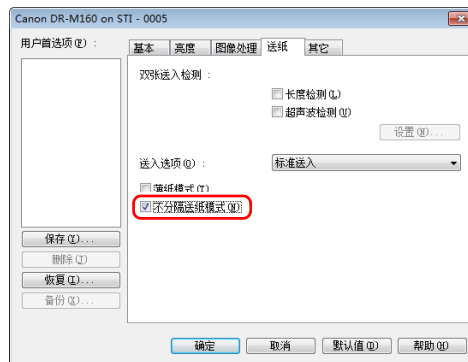 Canon DR-M160 on STI - 0005
用户首选项(P) :
基本 亮度 图像处理 送纸 其它
双张送入检测 :
长度检测(L)
超声波检测(U)
设置(W)...
送入选项(O) :
标准送入
薄纸模式(T)
不分隔送纸模式(N)
保存(I)...
删除(J)
恢复(E)...
备份(X)...
确定 取消 默认值(D) 帮助(H)